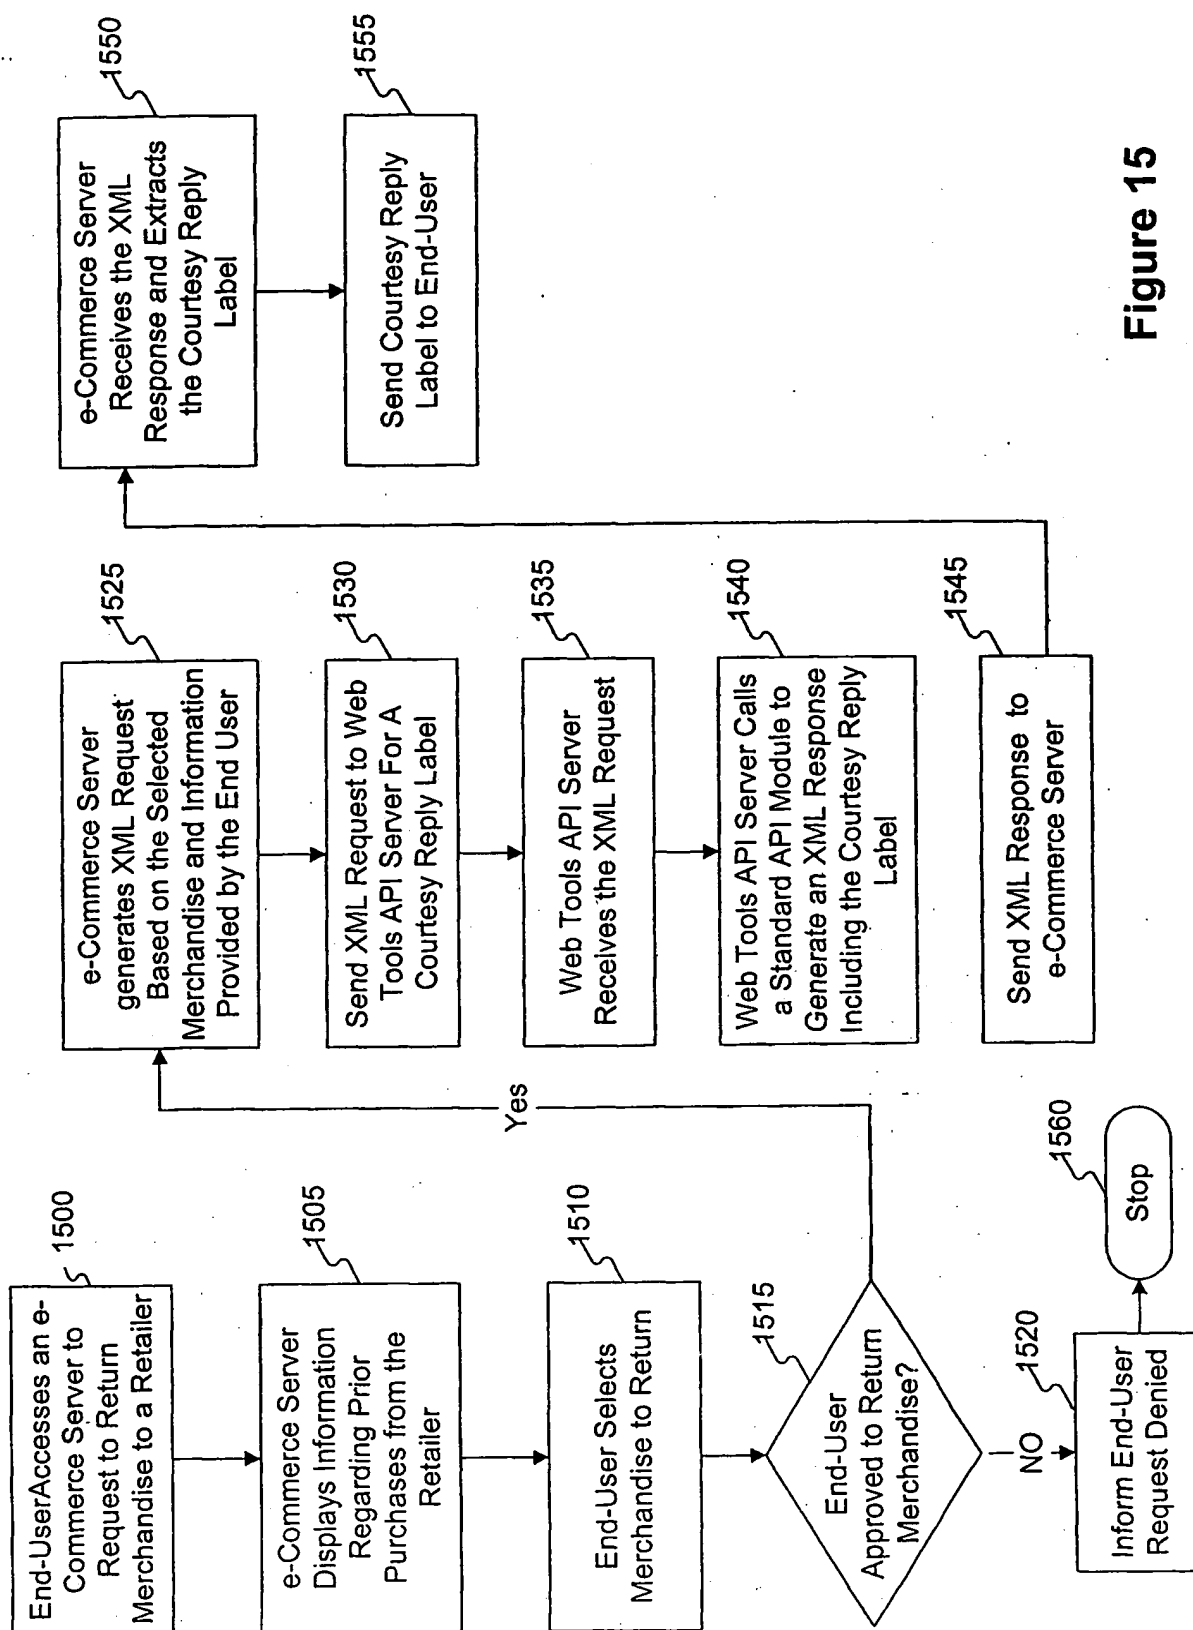 End-UserAccesses an e-
Commerce Server to
Request to Return
Merchandise to a Retailer
1500
e-Commerce Server
Displays Information
Regarding Prior
Purchases from the
Retailer
1505
End-User Selects
Merchandise to Return
1510
End-User
Approved to Return
Merchandise?
1515
Yes
NO
Inform End-User
Request Denied
1520
Stop
1560
e-Commerce Server
generates XML Request
Based on the Selected
Merchandise and Information
Provided by the End User
1525
Send XML Request to Web
Tools API Server For A
Courtesy Reply Label
1530
Web Tools API Server
Receives the XML Request
1535
Web Tools API Server Calls
a Standard API Module to
Generate an XML Response
Including the Courtesy Reply
Label
1540
Send XML Response to
e-Commerce Server
1545
e-Commerce Server
Receives the XML
Response and Extracts
the Courtesy Reply
Label
1550
Send Courtesy Reply
Label to End-User
1555
Figure 15